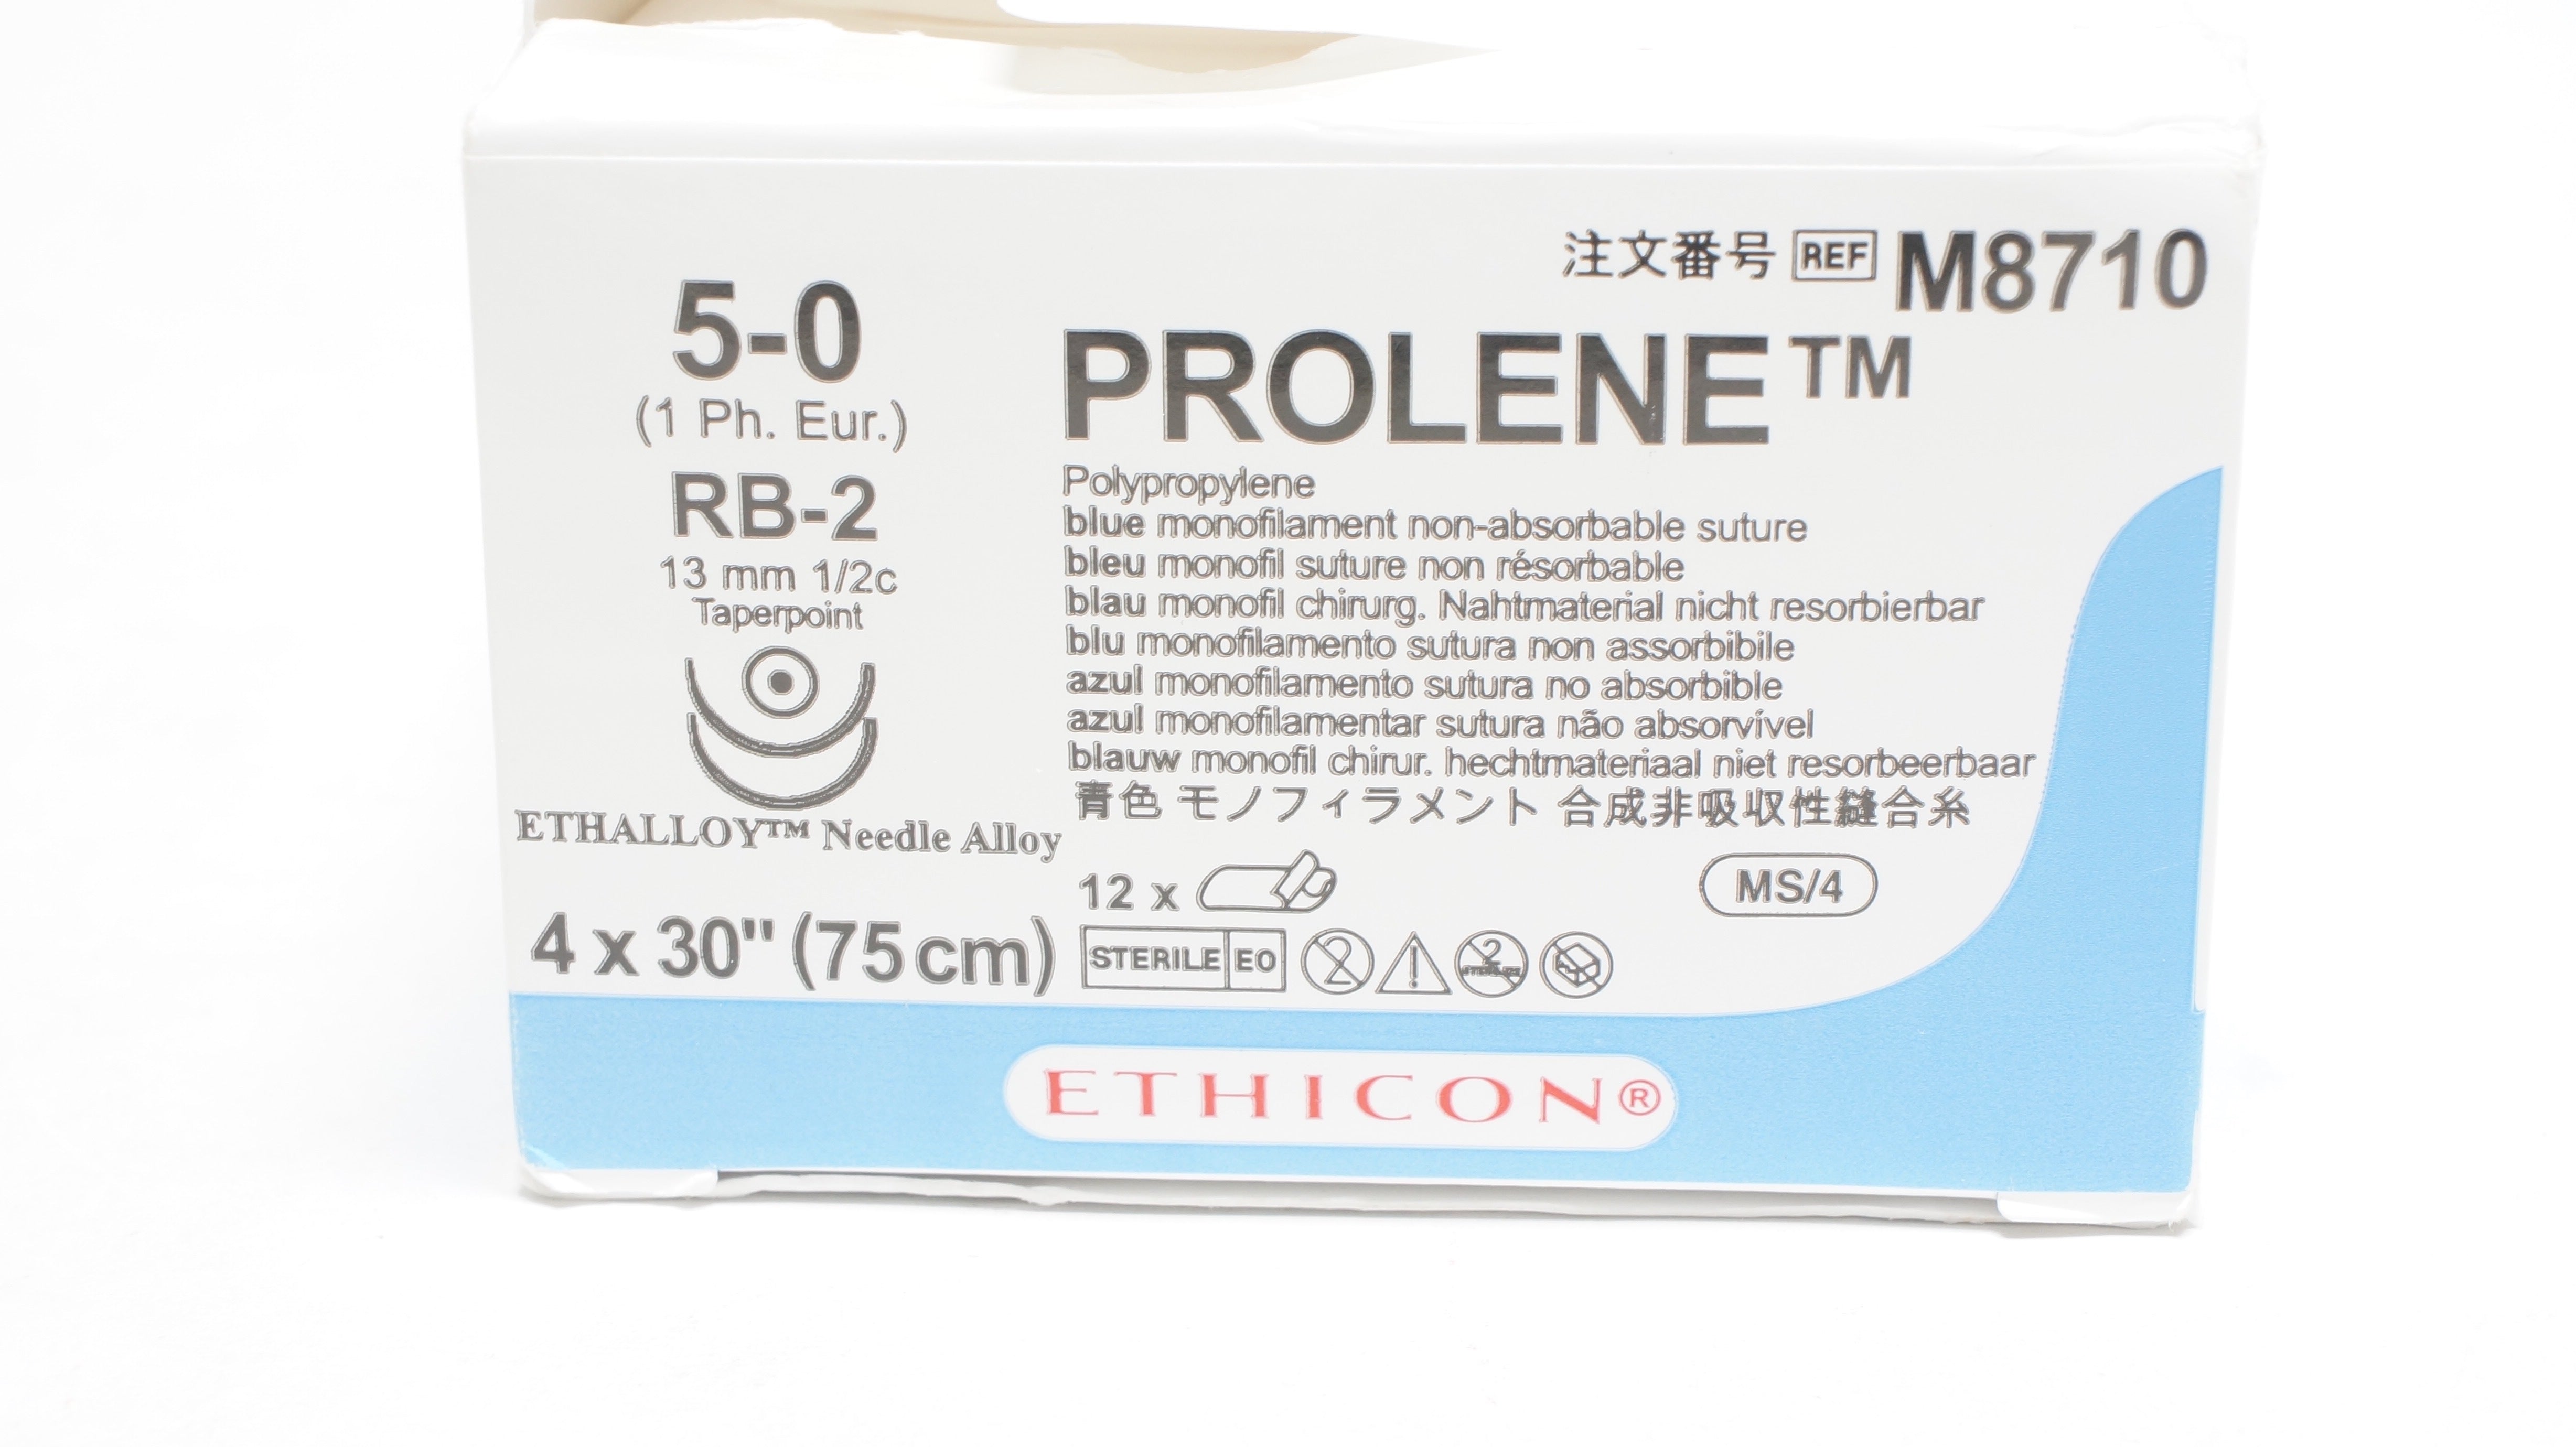 注文番号 REF M8710
5-0
(1 Ph. Eur.)
RB-2
13 mm 1/2c
Taperpoint
ETHALLOY™ Needle Alloy
4 x 30" (75cm)
PROLENE™
Polypropylene
blue monofilament non-absorbable suture
bleu monofil suture non résorbable
blau monofil chirurg. Nahtmaterial nicht resorbierbar
blu monofilamento sutura non assorbibile
azul monofilamento sutura no absorbible
azul monofilamentar sutura não absorvível
blauw monofil chirur. hechtmateriaal niet resorbeerbaar
青色 モノフィラメント 合成非吸収性縫合糸
12 x
MS/4
STERILE EO 2 ! 2
ETHICON®